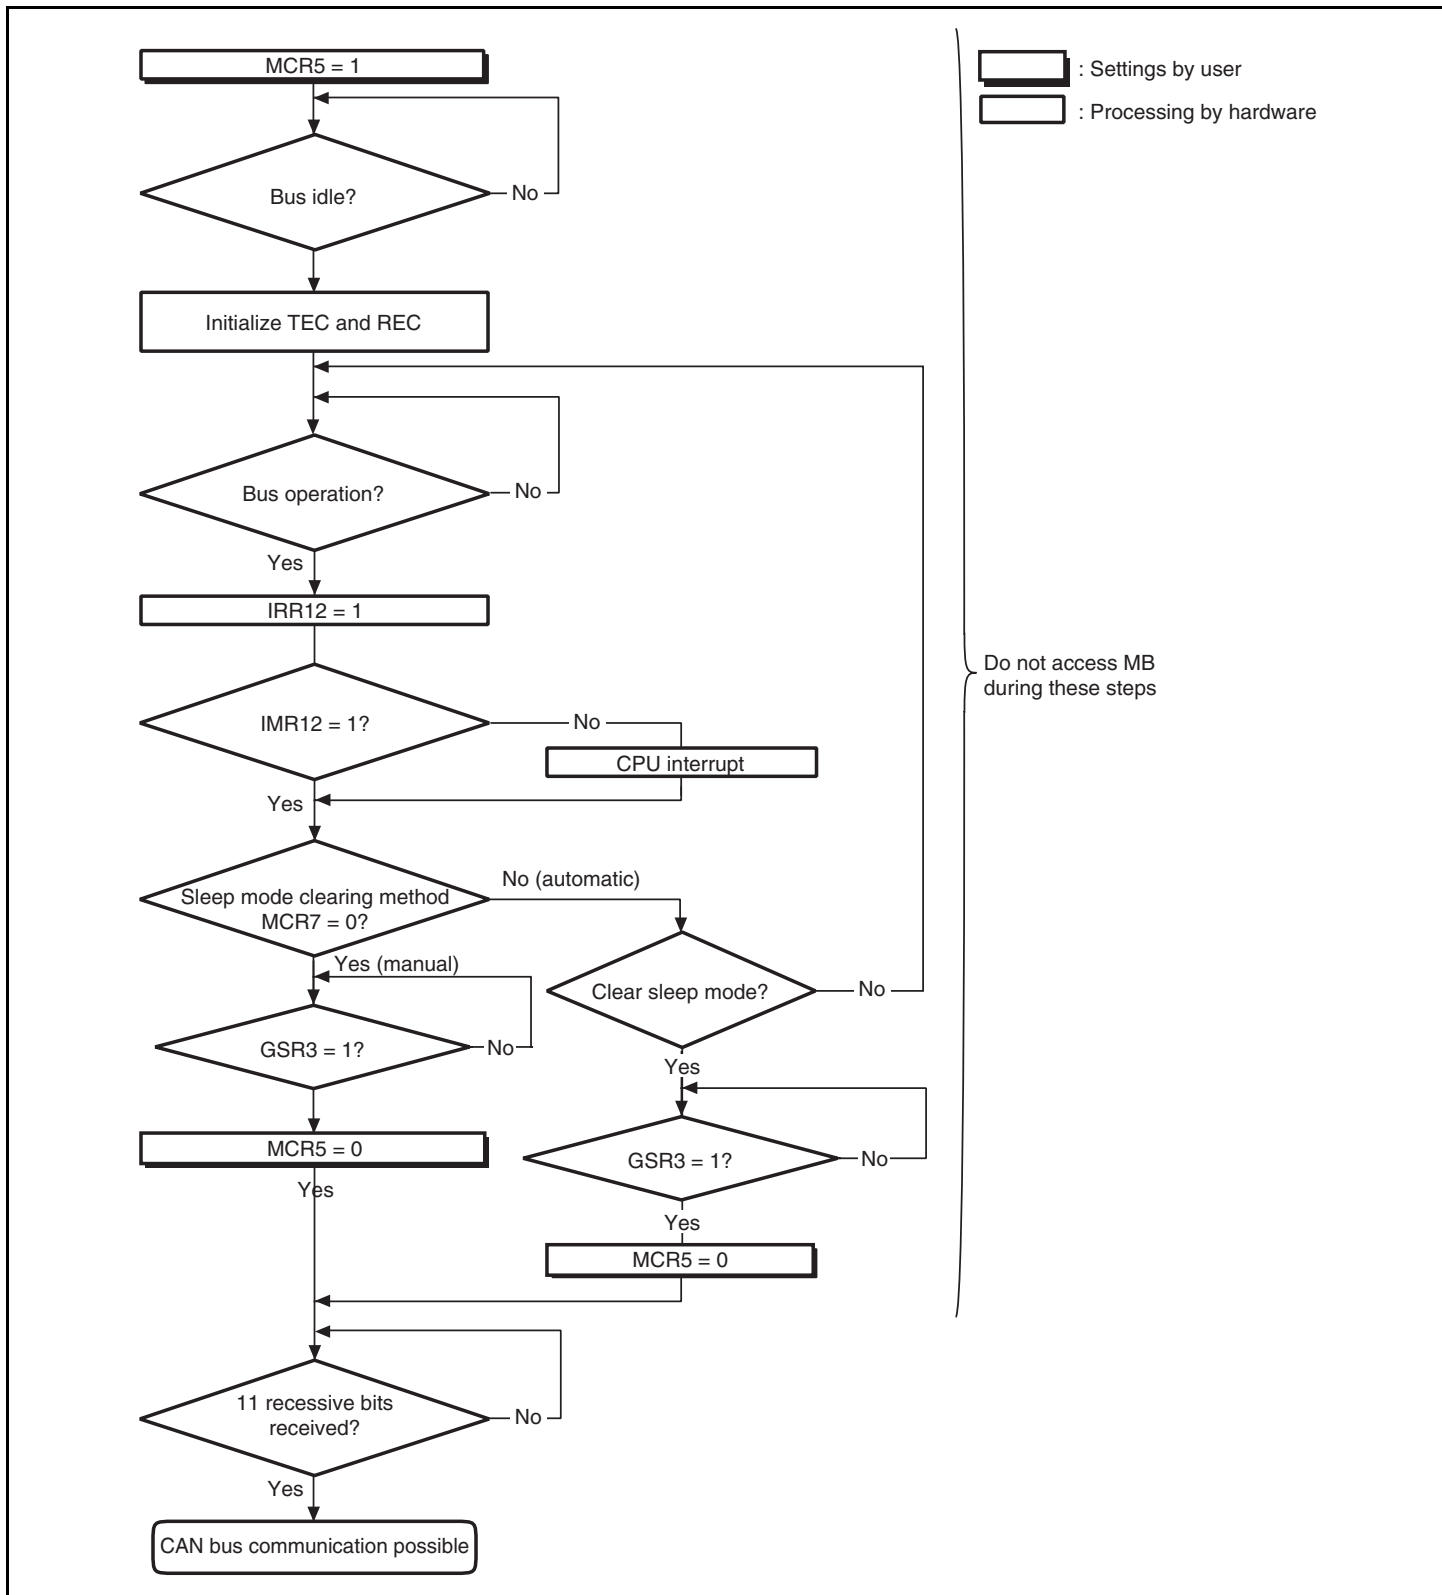 MCR5 = 1
: Settings by user
: Processing by hardware
Bus idle?
No
Initialize TEC and REC
Bus operation?
No
Yes
IRR12 = 1
Do not access MB
during these steps
IMR12 = 1?
No
CPU interrupt
Yes
Sleep mode clearing method
MCR7 = 0?
No (automatic)
Yes (manual)
Clear sleep mode?
No
GSR3 = 1?
No
Yes
MCR5 = 0
Yes
GSR3 = 1?
No
Yes
MCR5 = 0
11 recessive bits
received?
No
Yes
CAN bus communication possible